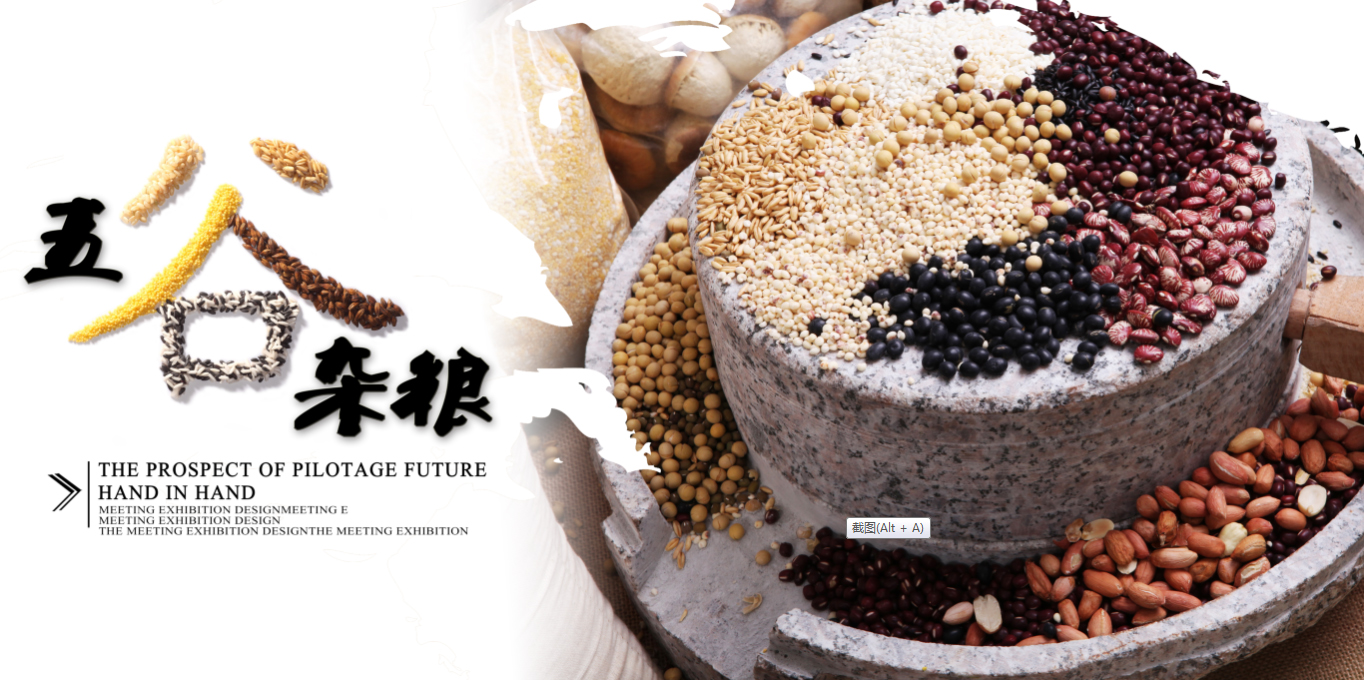 五谷杂粮
THE PROSPECT OF PILOTAGE FUTURE
HAND IN HAND
MEETING EXHIBITION DESIGNMEETING E
MEETING EXHIBITION DESIGN
THE MEETING EXHIBITION DESIGNTHE MEETING EXHIBITION
截图(Alt + A)